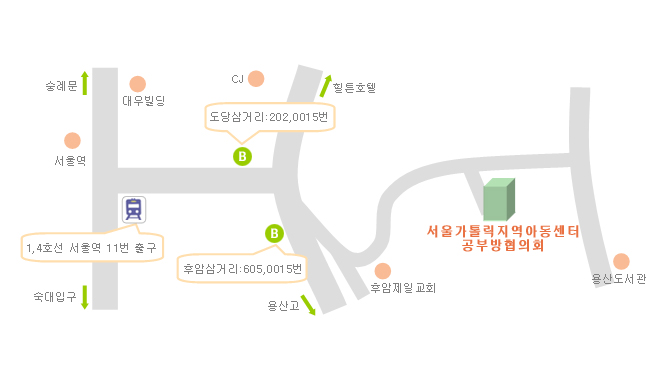 CJ
숭례문
힐튼호텔
대우빌딩
도당삼거리:202,0015번
B
서울역
B
서울가톨릭지역아동센터
공부방협의회
1,4호선 서울역 11번 출구
후암삼거리:605,0015번
용산도서관
후암제일교회
숙대입구
용산고